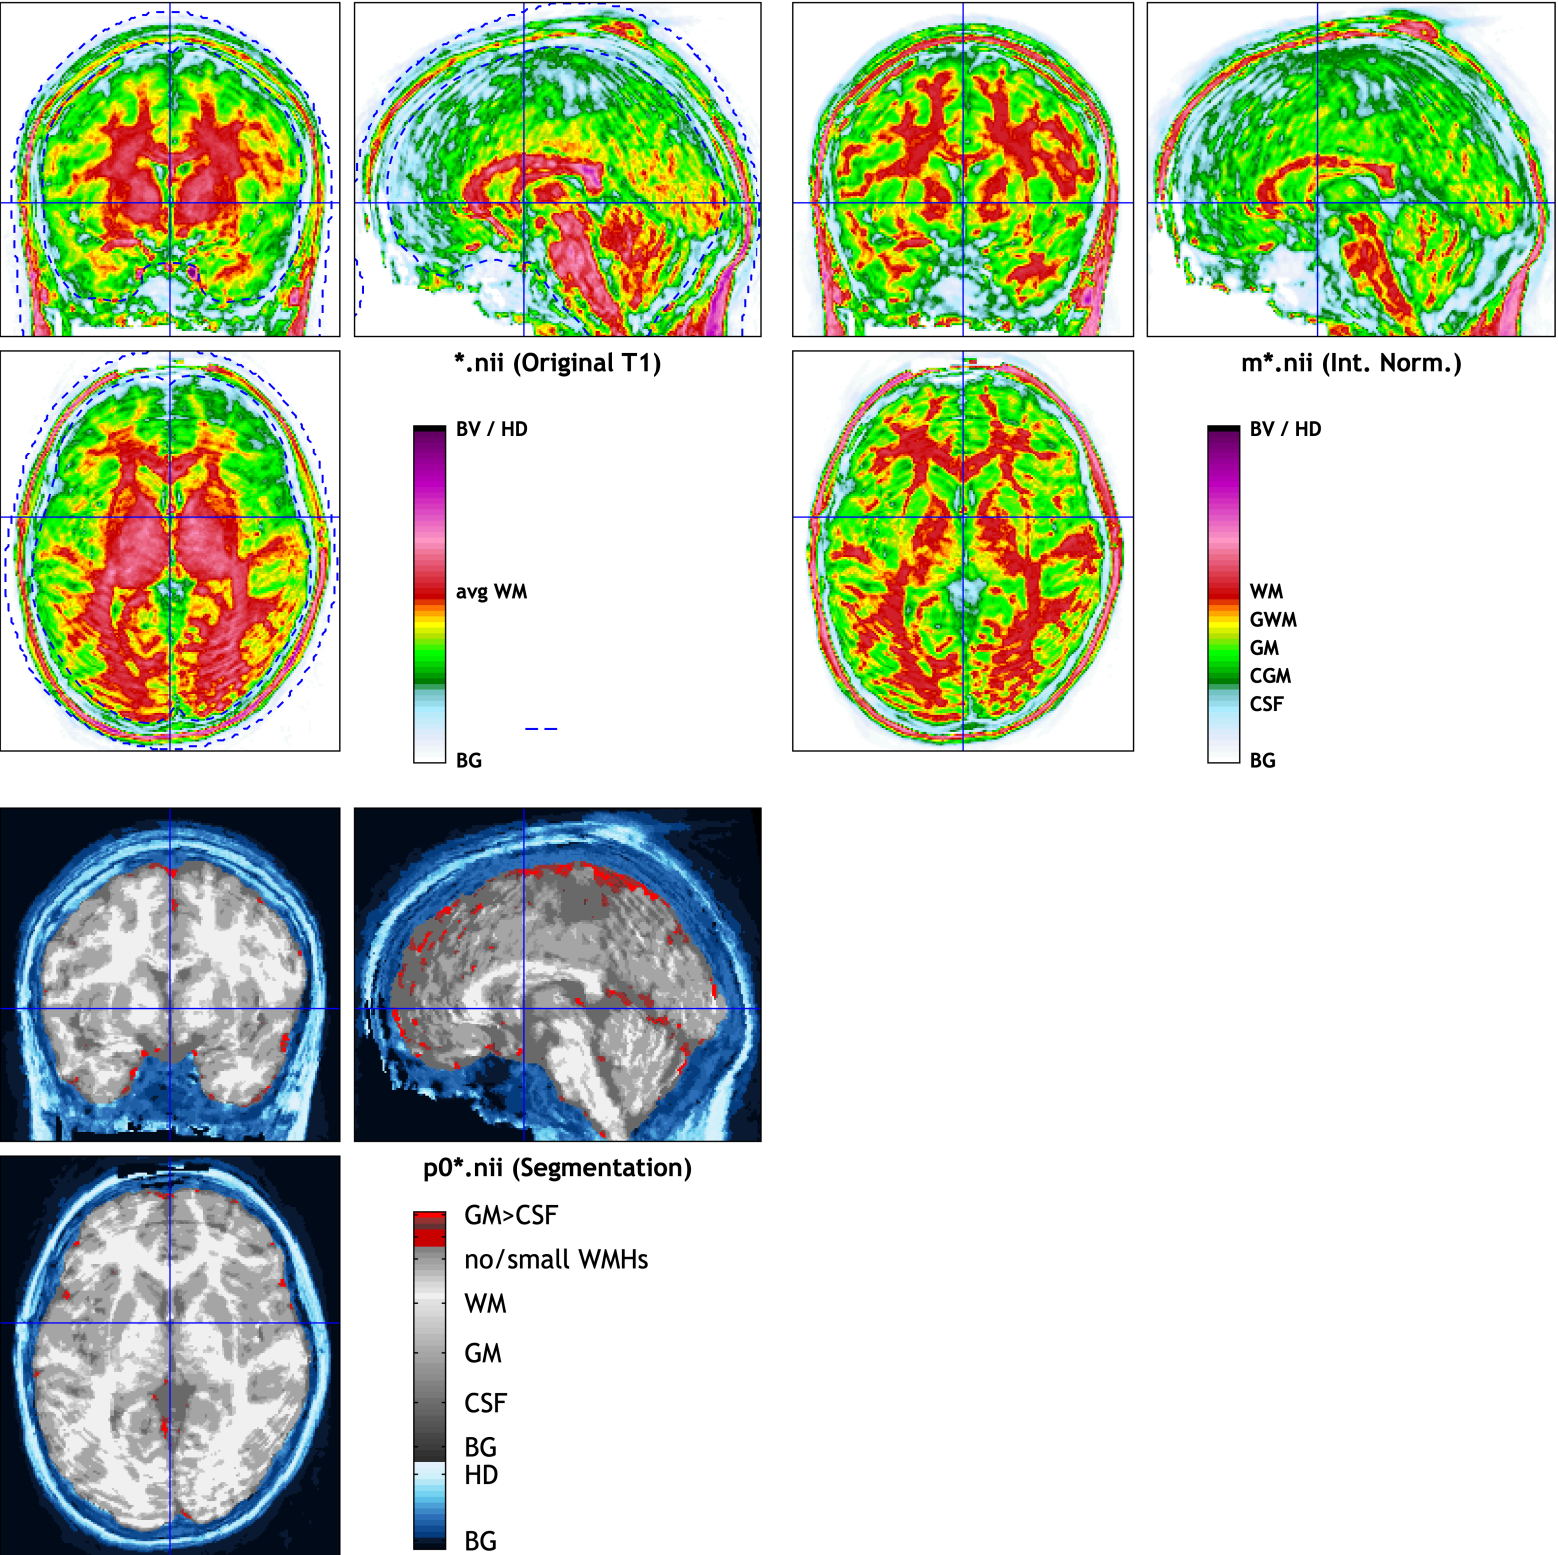 *.nii (Original T1)
BV / HD
avg WM
BG
m*.nii (Int. Norm.)
BV / HD
WM
GWM
GM
CGM
CSF
BG
p0*.nii (Segmentation)
GM>CSF
no/small WMHs
WM
GM
CSF
BG
HD
BG